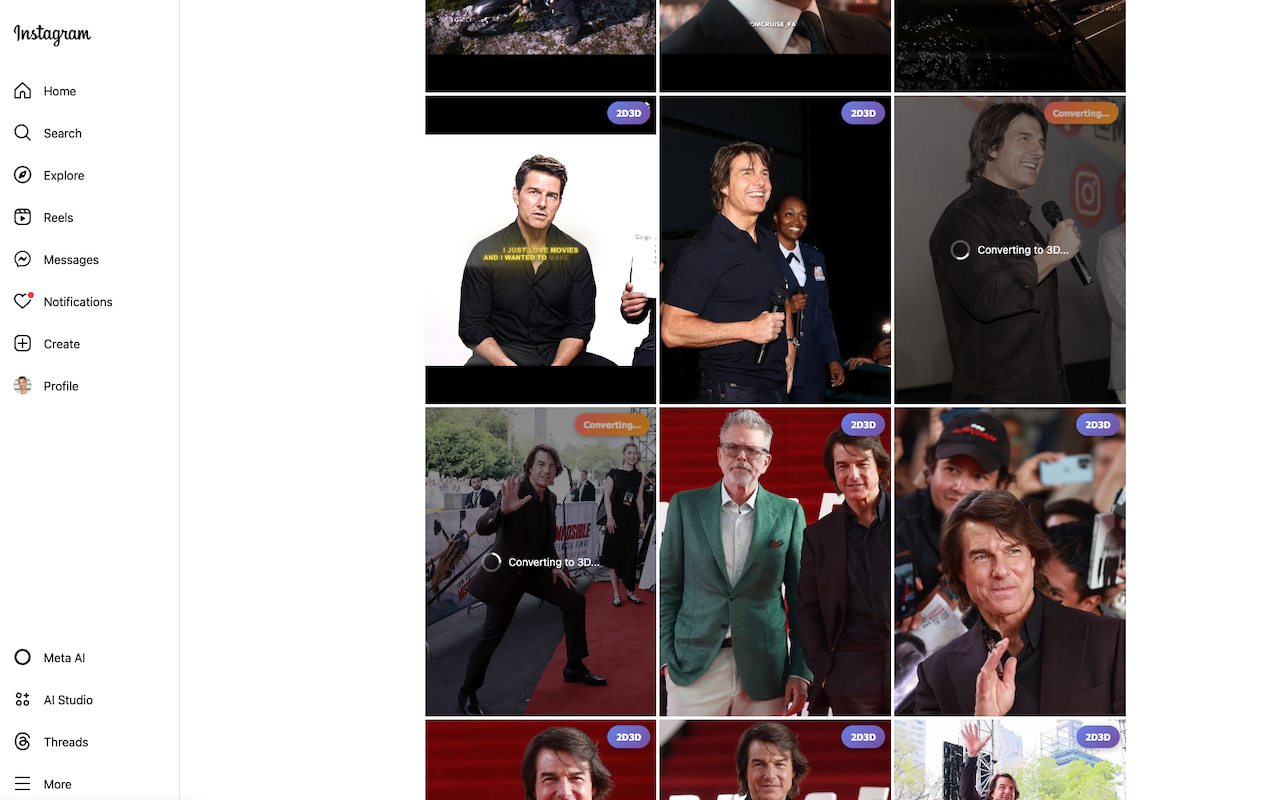 Instagram
Home
Search
Explore
Reels
Messages
Notifications
Create
Profile
Meta AI
AI Studio
Threads
More
2D3D
2D3D
Converting...
I JUST LOVE MOVIES
AND I WANTED TO MAKE
Google
Converting to 3D...
Converting...
2D3D
2D3D
Converting to 3D...
2D3D
2D3D
2D3D